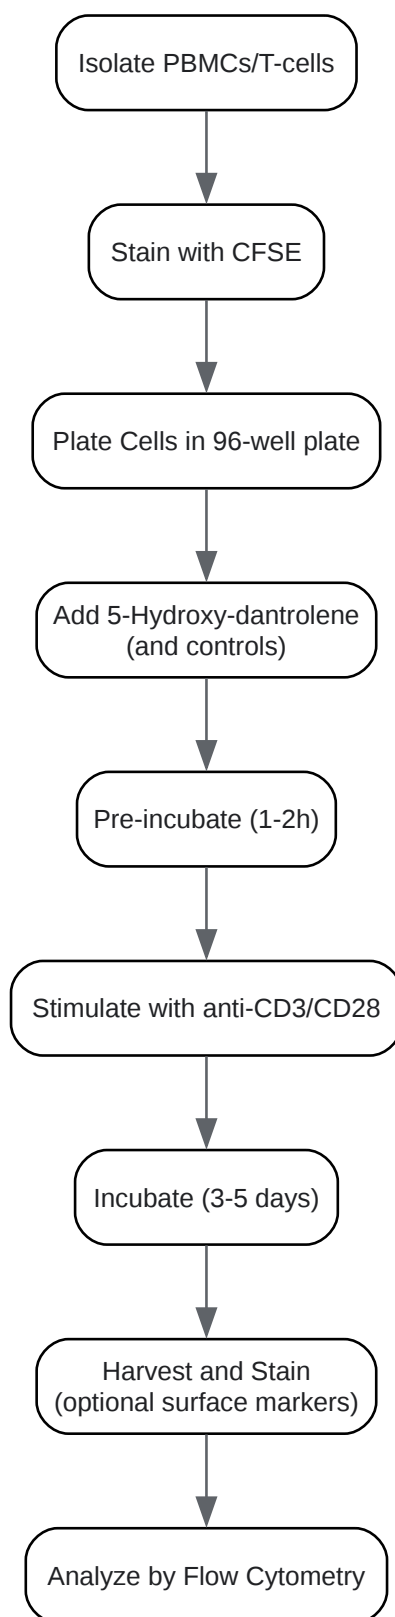 Isolate PBMCs/T-cells
Stain with CFSE
Plate Cells in 96-well plate
Add 5-Hydroxy-dantrolene
(and controls)
Pre-incubate (1-2h)
Stimulate with anti-CD3/CD28
Incubate (3-5 days)
Harvest and Stain
(optional surface markers)
Analyze by Flow Cytometry